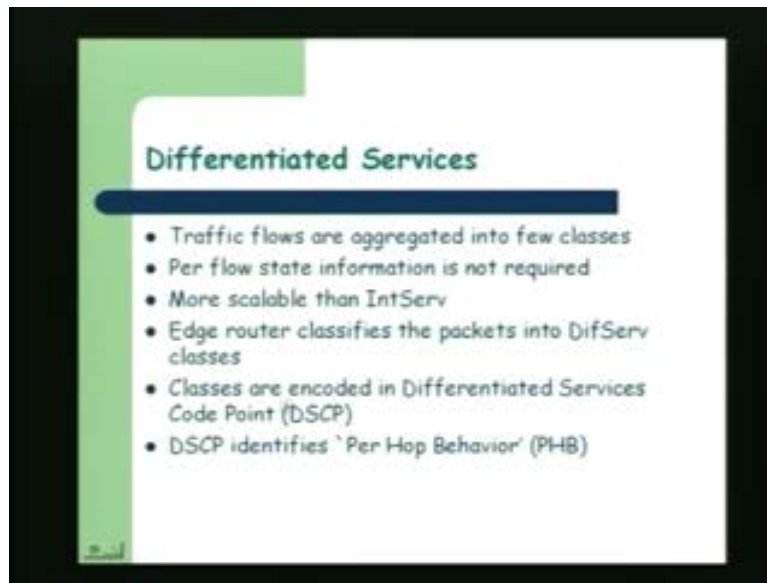 Differentiated Services
• Traffic flows are aggregated into few classes
• Per flow state information is not required
• More scalable than IntServ
• Edge router classifies the packets into DifServ
classes
• Classes are encoded in Differentiated Services
Code Point (DSCP)
• DSCP identifies `Per Hop Behavior' (PHB)